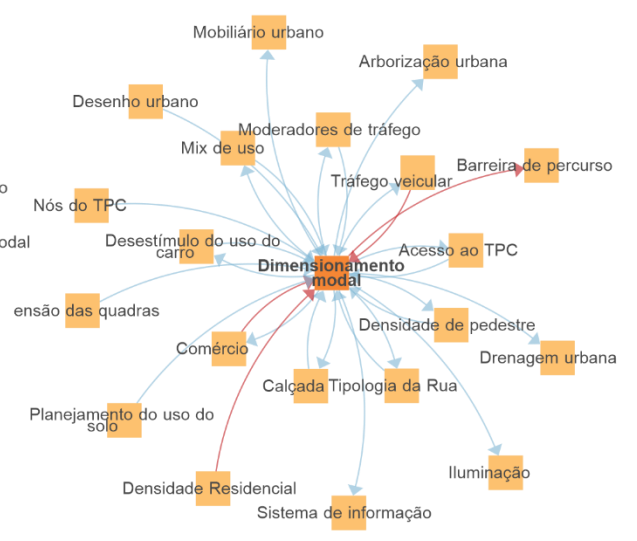 Mobiliário urbano
Arborização urbana
Desenho urbano
Moderadores de tráfego
Mix de uso
Barreira de percurso
Tráfego veicular
o
Nós do TPC
odal
Desestímulo do uso do
carro
Acesso ao TPC
Dimensionamento
modal
ensão das quadras
Densidade de pedestre
Comércio
Drenagem urbana
Calçada
Tipologia da Rua
Planejamento do uso do
solo
Iluminação
Densidade Residencial
Sistema de informação